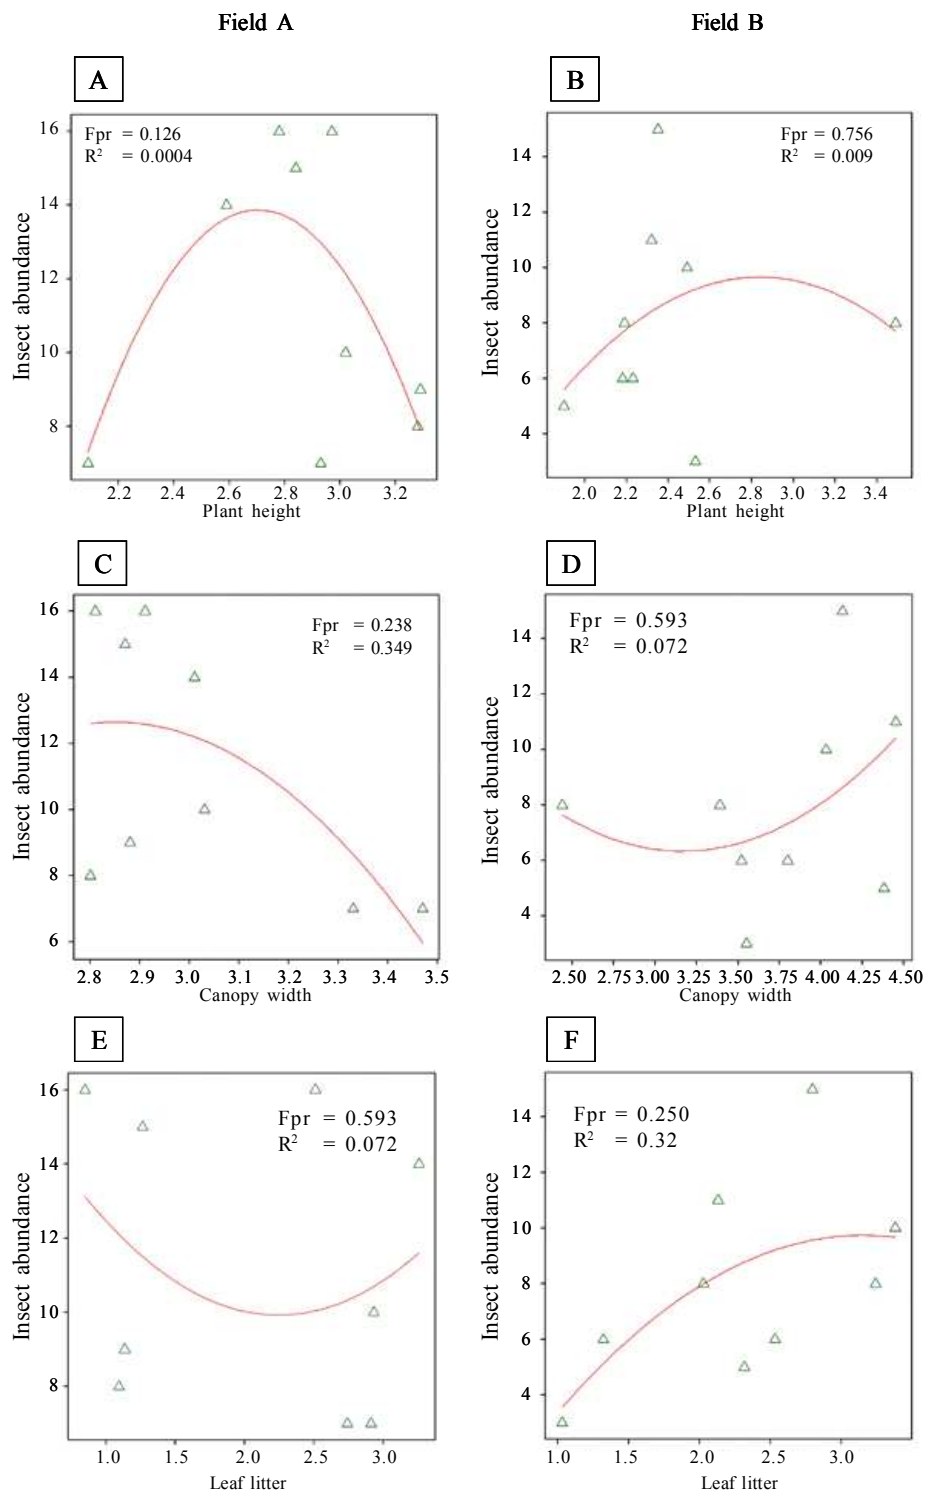 Field A
Field B
A
Fpr = 0.126
R² = 0.0004
16
14
12
10
8
Insect abundance
2.2 2.4 2.6 2.8 3.0 3.2
Plant height
B
Fpr = 0.756
R² = 0.009
14
12
10
8
6
4
Insect abundance
2.0 2.2 2.4 2.6 2.8 3.0 3.2 3.4
Plant height
C
Fpr = 0.238
R² = 0.349
16
14
12
10
8
6
Insect abundance
2.8 2.9 3.0 3.1 3.2 3.3 3.4 3.5
Canopy width
D
Fpr = 0.593
R² = 0.072
14
12
10
8
6
4
Insect abundance
2.50 2.75 3.00 3.25 3.50 3.75 4.00 4.25 4.50
Canopy width
E
Fpr = 0.593
R² = 0.072
16
14
12
10
8
Insect abundance
1.0 1.5 2.0 2.5 3.0
Leaf litter
F
Fpr = 0.250
R² = 0.32
14
12
10
8
6
4
Insect abundance
1.0 1.5 2.0 2.5 3.0
Leaf litter